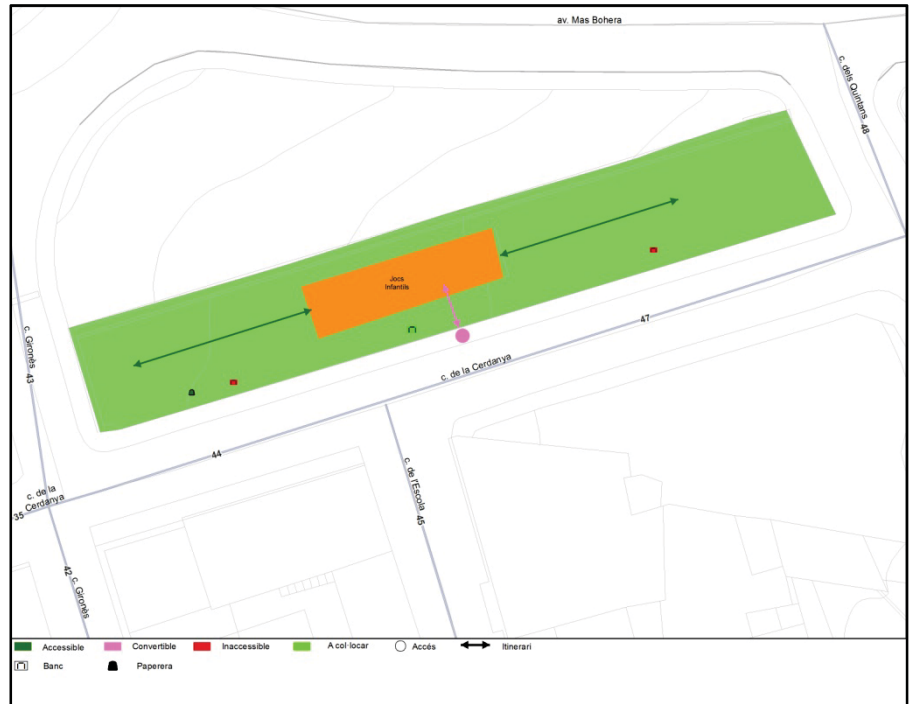 av. Mas Bohera
c. dels Quintans 48
Jocs
Infantils
c. Gironès 43
47
c. de la Cerdanya
44
c. de l'Escola 45
c. de la
35 Cerdanya
42 c. Gironès
Accessible
Convertible
Inaccessible
A col·locar
Accés
Itinerari
Banc
Paperera